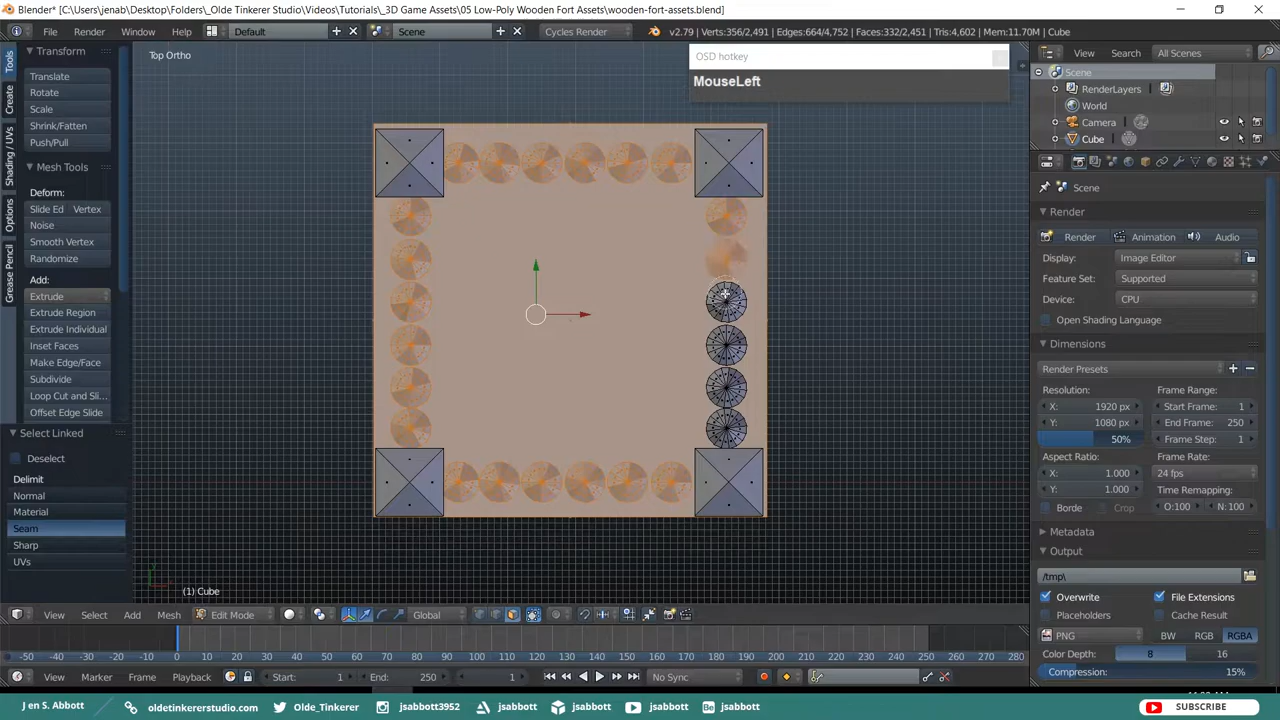 Blender* [C:\Users\jenab\Desktop\Folders\_Olde Tinkerer Studio\Videos\Tutorials\_3D Game Assets\05 Low-Poly Wooden Fort Assets\wooden-fort-assets.blend]
File Render Window Help Default Scene Cycles Render v2.79 | Verts:356/2,491 | Edges:664/4,752 | Faces:332/2,451 | Tris:4,602 | Mem:11.70M | Cube
Tools
Create
Shading / UVs
Options
Grease Pencil
Transform
Translate
Rotate
Scale
Shrink/Fatten
Push/Pull
Mesh Tools
Deform:
Slide Ed Vertex
Noise
Smooth Vertex
Randomize
Add:
Extrude
Extrude Region
Extrude Individual
Inset Faces
Make Edge/Face
Subdivide
Loop Cut and Sli...
Offset Edge Slide
Select Linked
Deselect
Delimit
Normal
Material
Seam
Sharp
UVs
Top Ortho
OSD hotkey
MouseLeft
(1) Cube
View Search All Scenes
Scene
RenderLayers
World
Camera
Cube
Scene
Render
Render Animation Audio
Display: Image Editor
Feature Set: Supported
Device: CPU
Open Shading Language
Dimensions
Render Presets
Resolution: Frame Range:
X: 1920 px Start Frame: 1
Y: 1080 px End Frame: 250
50% Frame Step: 1
Aspect Ratio: Frame Rate:
X: 1.000 24 fps
Y: 1.000 Time Remapping:
Borde Crop O:100 N:100
Metadata
Output
/tmp\
Overwrite File Extensions
Placeholders Cache Result
PNG BW RGB RGBA
Color Depth: 8 16
Compression: 15%
View Select Add Mesh Edit Mode Global
-50 -40 -30 -20 -10 0 10 20 30 40 50 60 70 80 90 100 110 120 130 140 150 160 170 180 190 200 210 220 230 240 250 260 270 280
View Marker Frame Playback Start: 1 End: 250 1 No Sync
J en S. Abbott oldetinkererstudio.com Olde_Tinkerer jsabbott3952 jsabbott jsabbott jsabbott jsabbott SUBSCRIBE